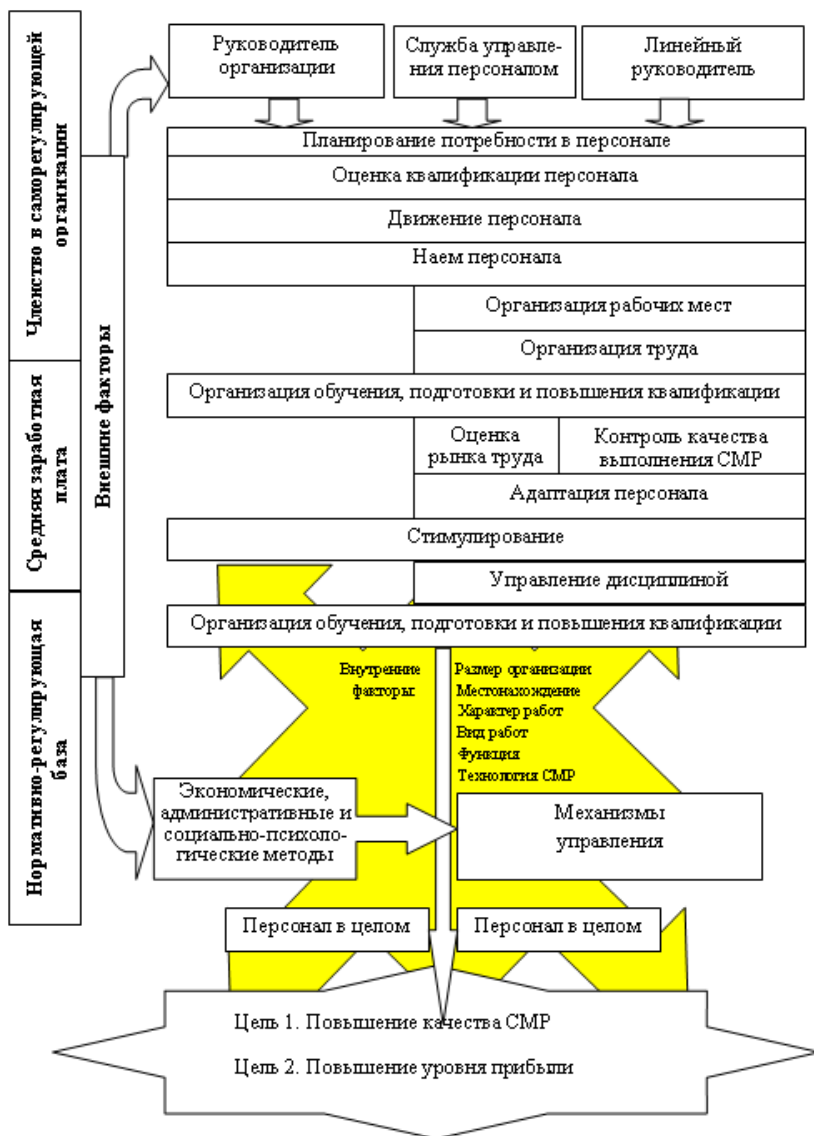 Членство в саморегулирующей
организации
Средняя заработная
плата
Нормативно-регулирующая
база
Внешние факторы
Руководитель
организации
Служба управле-
ния персоналом
Линейный
руководитель
Планирование потребности в персонале
Оценка квалификации персонала
Движение персонала
Наем персонала
Организация рабочих мест
Организация труда
Организация обучения, подготовки и повышения квалификации
Оценка
рынка труда
Контроль качества
выполнения СМР
Адаптация персонала
Стимулирование
Управление дисциплиной
Организация обучения, подготовки и повышения квалификации
Внутренние
факторы
Размер организации
Местонахождение
Характер работ
Вид работ
Функция
Технология СМР
Экономические,
административные и
социально-психоло-
гические методы
Механизмы
управления
Персонал в целом
Персонал в целом
Цель 1. Повышение качества СМР
Цель 2. Повышение уровня прибыли